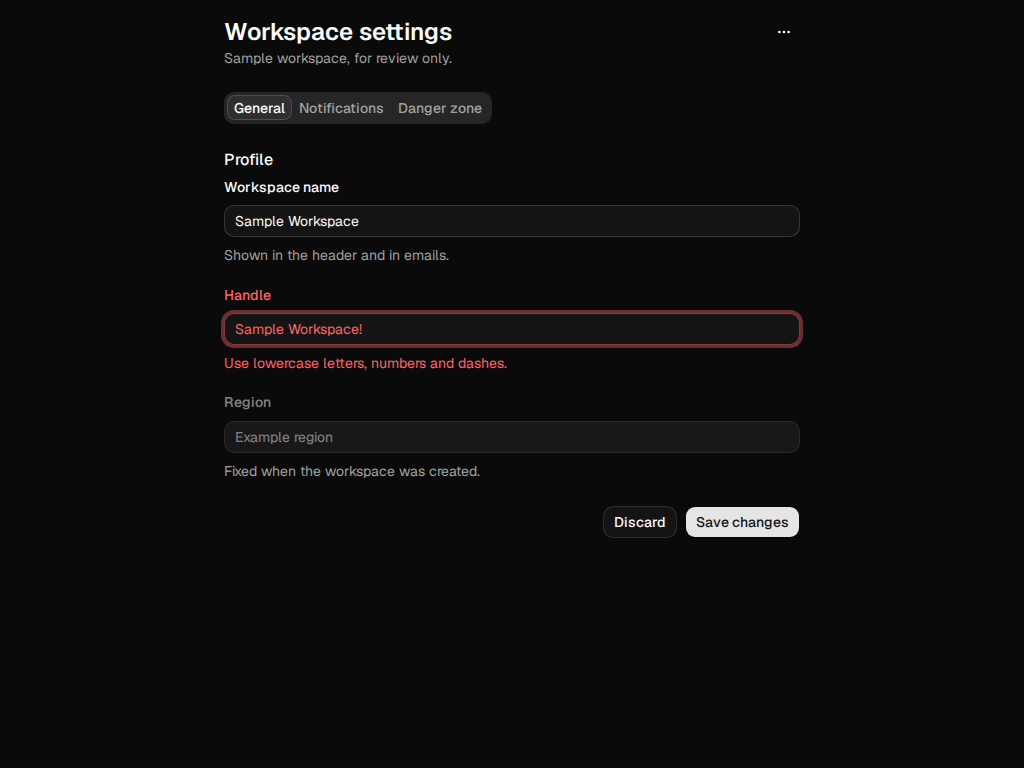 Workspace settings
Sample workspace, for review only.
General Notifications Danger zone
Profile
Workspace name
Sample Workspace
Shown in the header and in emails.
Handle
Sample Workspace!
Use lowercase letters, numbers and dashes.
Region
Example region
Fixed when the workspace was created.
Discard Save changes